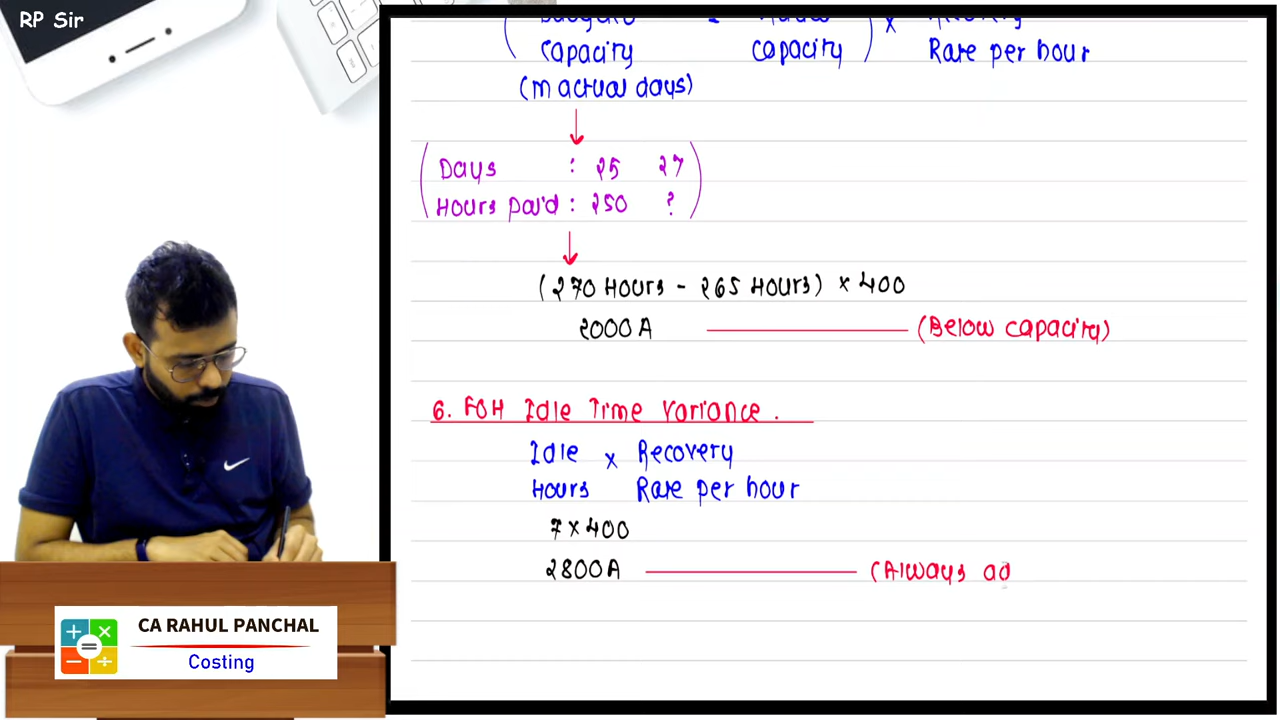 RP Sir
capacity capacity × Rate per hour
(in actual days)
Days : 25 27
Hours paid : 250 ?
(270 Hours - 265 Hours) × 400
2000 A (Below capacity)
6. FOH Idle Time Variance.
Idle × Recovery
Hours Rate per hour
7 × 400
2800 A (Always ad
CA RAHUL PANCHAL
Costing